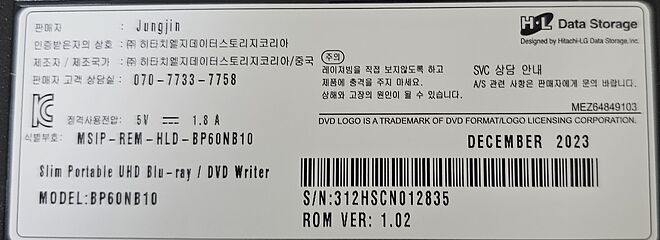 판매자 : Jungjin
인증받은자의 상호 : ㈜ 히타치엘지데이터스토리지코리아
제조자 / 제조국가 : ㈜ 히타치엘지데이터스토리지코리아/중국
판매자 고객 상담실 : 070-7733-7758
정격사용전압: 5V ⎓ 1.8 A
식별부호: MSIP-REM-HLD-BP60NB10
Slim Portable UHD Blu-ray / DVD Writer
MODEL:BP60NB10
H·L Data Storage
Designed by Hitachi-LG Data Storage, Inc.
주의
레이저빔을 직접 보지않도록 하고
제품에 충격을 주지 마세요.
상해와 고장의 원인이 될 수 있습니다.
SVC 상담 안내
A/S 관련 사항은 판매자에게 문의 바랍니다.
MEZ64849103
DVD LOGO IS A TRADEMARK OF DVD FORMAT/LOGO LICENSING CORPORATION.
DECEMBER 2023
S/N:312HSCN012835
ROM VER: 1.02